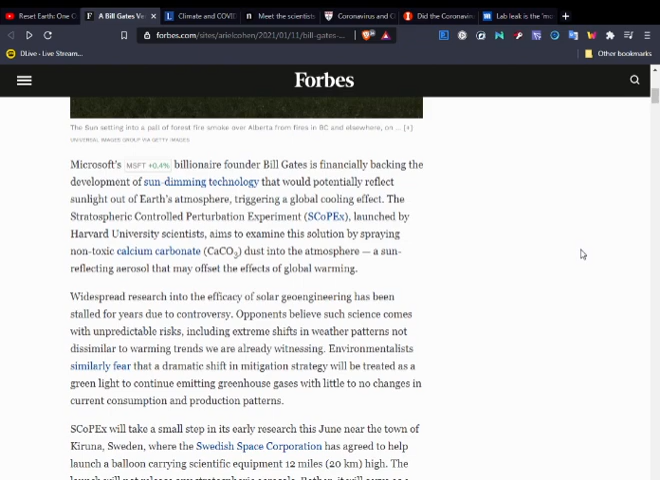 Reset Earth: One O
A Bill Gates Ve
Climate and COVI
Meet the scientists
Coronavirus and C
Did the Coronavir
Lab leak is the 'mo
forbes.com/sites/arielcohen/2021/01/11/bill-gates-...
DLive - Live Stream...
Other bookmarks
Forbes
The Sun setting into a pall of forest fire smoke over Alberta from fires in BC and elsewhere, on ... [+]
UNIVERSAL IMAGES GROUP VIA GETTY IMAGES
Microsoft's MSFT +0.4% billionaire founder Bill Gates is financially backing the
development of sun-dimming technology that would potentially reflect
sunlight out of Earth's atmosphere, triggering a global cooling effect. The
Stratospheric Controlled Perturbation Experiment (SCoPEx), launched by
Harvard University scientists, aims to examine this solution by spraying
non-toxic calcium carbonate (CaCO3) dust into the atmosphere — a sun-
reflecting aerosol that may offset the effects of global warming.
Widespread research into the efficacy of solar geoengineering has been
stalled for years due to controversy. Opponents believe such science comes
with unpredictable risks, including extreme shifts in weather patterns not
dissimilar to warming trends we are already witnessing. Environmentalists
similarly fear that a dramatic shift in mitigation strategy will be treated as a
green light to continue emitting greenhouse gases with little to no changes in
current consumption and production patterns.
SCoPEx will take a small step in its early research this June near the town of
Kiruna, Sweden, where the Swedish Space Corporation has agreed to help
launch a balloon carrying scientific equipment 12 miles (20 km) high. The